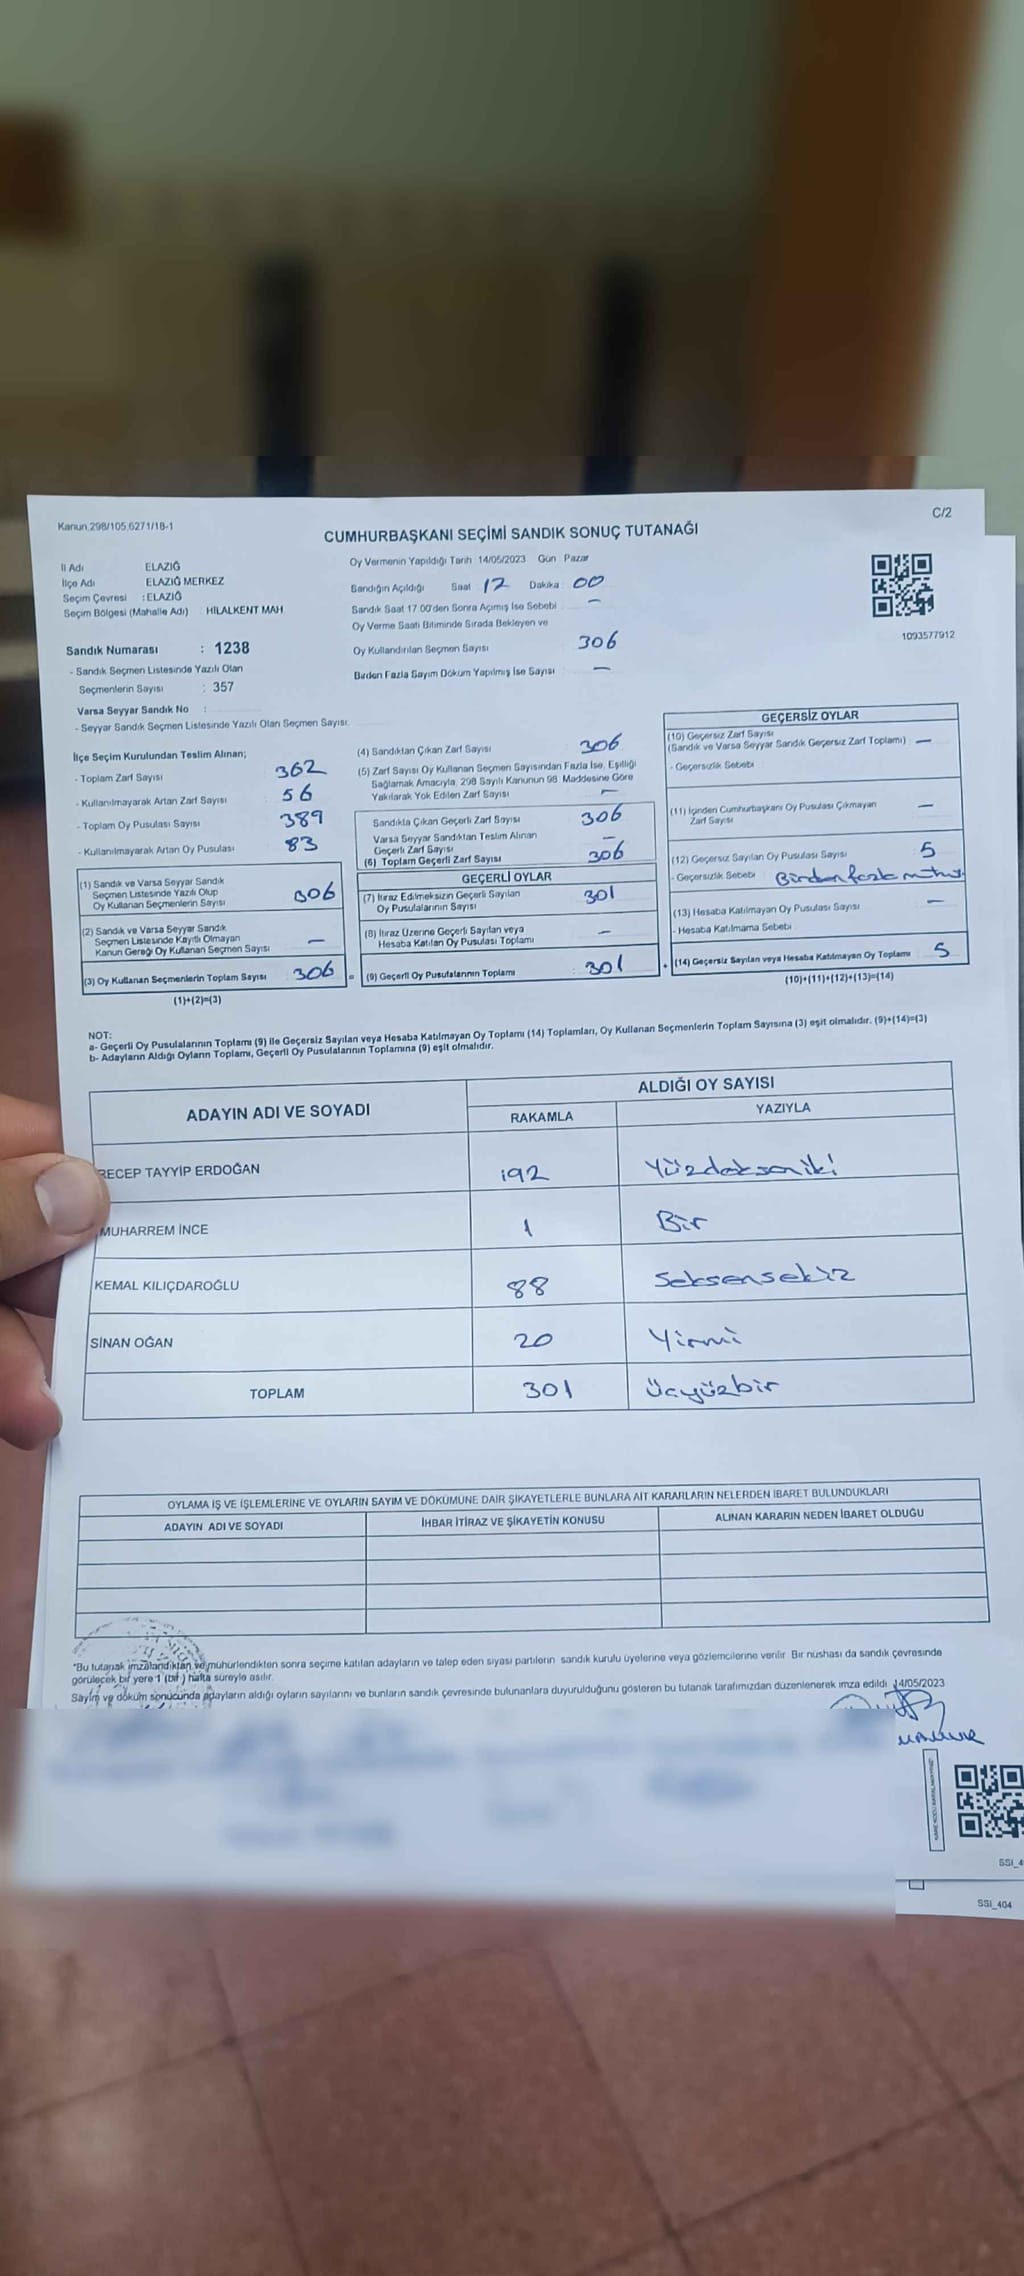 Kanun.298/105,6271/18-1
C/2
CUMHURBAŞKANI SEÇİMİ SANDIK SONUÇ TUTANAĞI
İl Adı ELAZIĞ
İlçe Adı ELAZIĞ MERKEZ
Seçim Çevresi : ELAZIĞ
Seçim Bölgesi (Mahalle Adı) : HİLALKENT MAH
Sandık Numarası : 1238
- Sandık Seçmen Listesinde Yazılı Olan
Seçmenlerin Sayısı : 357
Varsa Seyyar Sandık No :
- Seyyar Sandık Seçmen Listesinde Yazılı Olan Seçmen Sayısı:
Oy Vermenin Yapıldığı Tarih : 14/05/2023 Gün : Pazar
Sandığın Açıldığı Saat 12 Dakika 00
Sandık Saat 17.00'den Sonra Açılmış İse Sebebi –
Oy Verme Saati Bitiminde Sırada Bekleyen ve
Oy Kullandırılan Seçmen Sayısı 306
Birden Fazla Sayım Döküm Yapılmış İse Sayısı –
1093577912
İlçe Seçim Kurulundan Teslim Alınan;
- Toplam Zarf Sayısı 362
- Kullanılmayarak Artan Zarf Sayısı 56
- Toplam Oy Pusulası Sayısı 389
- Kullanılmayarak Artan Oy Pusulası 83
(1) Sandık ve Varsa Seyyar Sandık
Seçmen Listesinde Yazılı Olup
Oy Kullanan Seçmenlerin Sayısı 306
(2) Sandık ve Varsa Seyyar Sandık
Seçmen Listesinde Kayıtlı Olmayan
Kanun Gereği Oy Kullanan Seçmen Sayısı –
(3) Oy Kullanan Seçmenlerin Toplam Sayısı 306 =
(1)+(2)=(3)
(4) Sandıktan Çıkan Zarf Sayısı 306
(5) Zarf Sayısı Oy Kullanan Seçmen Sayısından Fazla İse, Eşitliği
Sağlamak Amacıyla, 298 Sayılı Kanunun 98. Maddesine Göre
Yakılarak Yok Edilen Zarf Sayısı –
Sandıkta Çıkan Geçerli Zarf Sayısı 306
Varsa Seyyar Sandıktan Teslim Alınan
Geçerli Zarf Sayısı –
(6) Toplam Geçerli Zarf Sayısı 306
GEÇERLİ OYLAR
(7) İtiraz Edilmeksizin Geçerli Sayılan
Oy Pusulalarının Sayısı 301
(8) İtiraz Üzerine Geçerli Sayılan veya
Hesaba Katılan Oy Pusulası Toplamı –
(9) Geçerli Oy Pusulalarının Toplamı : 301 +
GEÇERSİZ OYLAR
(10) Geçersiz Zarf Sayısı
(Sandık ve Varsa Seyyar Sandık Geçersiz Zarf Toplamı) –
- Geçersizlik Sebebi
(11) İçinden Cumhurbaşkanı Oy Pusulası Çıkmayan
Zarf Sayısı –
(12) Geçersiz Sayılan Oy Pusulası Sayısı 5
- Geçersizlik Sebebi Birden fazla mühür
(13) Hesaba Katılmayan Oy Pusulası Sayısı –
- Hesaba Katılmama Sebebi
(14) Geçersiz Sayılan veya Hesaba Katılmayan Oy Toplamı 5
(10)+(11)+(12)+(13)=(14)
NOT:
a- Geçerli Oy Pusulalarının Toplamı (9) ile Geçersiz Sayılan veya Hesaba Katılmayan Oy Toplamı (14) Toplamları, Oy Kullanan Seçmenlerin Toplam Sayısına (3) eşit olmalıdır. (9)+(14)=(3)
b- Adayların Aldığı Oyların Toplamı, Geçerli Oy Pusulalarının Toplamına (9) eşit olmalıdır.
ADAYIN ADI VE SOYADI ALDIĞI OY SAYISI
RAKAMLA YAZIYLA
RECEP TAYYİP ERDOĞAN 192 Yüzdoksaniki
MUHARREM İNCE 1 Bir
KEMAL KILIÇDAROĞLU 88 Seksensekiz
SİNAN OĞAN 20 Yirmi
TOPLAM 301 Üçyüzbir
OYLAMA İŞ VE İŞLEMLERİNE VE OYLARIN SAYIM VE DÖKÜMÜNE DAİR ŞİKAYETLERLE BUNLARA AİT KARARLARIN NELERDEN İBARET BULUNDUKLARI
ADAYIN ADI VE SOYADI İHBAR İTİRAZ VE ŞİKAYETİN KONUSU ALINAN KARARIN NEDEN İBARET OLDUĞU
"Bu tutanak imzalandıktan ve mühürlendikten sonra seçime katılan adayların ve talep eden siyasi partilerin sandık kurulu üyelerine veya gözlemcilerine verilir. Bir nüshası da sandık çevresinde
görülecek bir yere 1 (bir) hafta süreyle asılır.
Sayım ve döküm sonucunda adayların aldığı oyların sayılarını ve bunların sandık çevresinde bulunanlara duyurulduğunu gösteren bu tutanak tarafımızdan düzenlenerek imza edildi. 14/05/2023
SSI_4
SSI_404